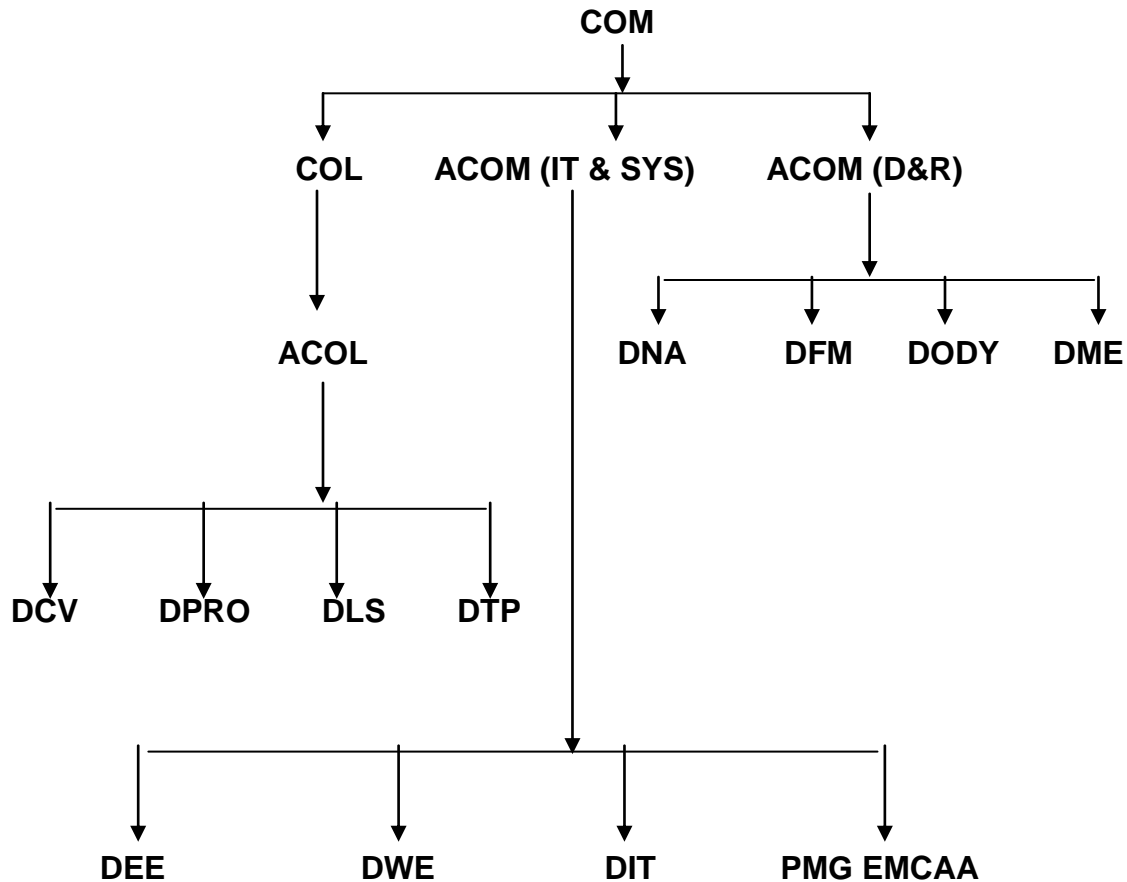 COM
COL ACOM (IT & SYS) ACOM (D&R)
ACOL DNA DFM DODY DME
DCV DPRO DLS DTP
DEE DWE DIT PMG EMCAA